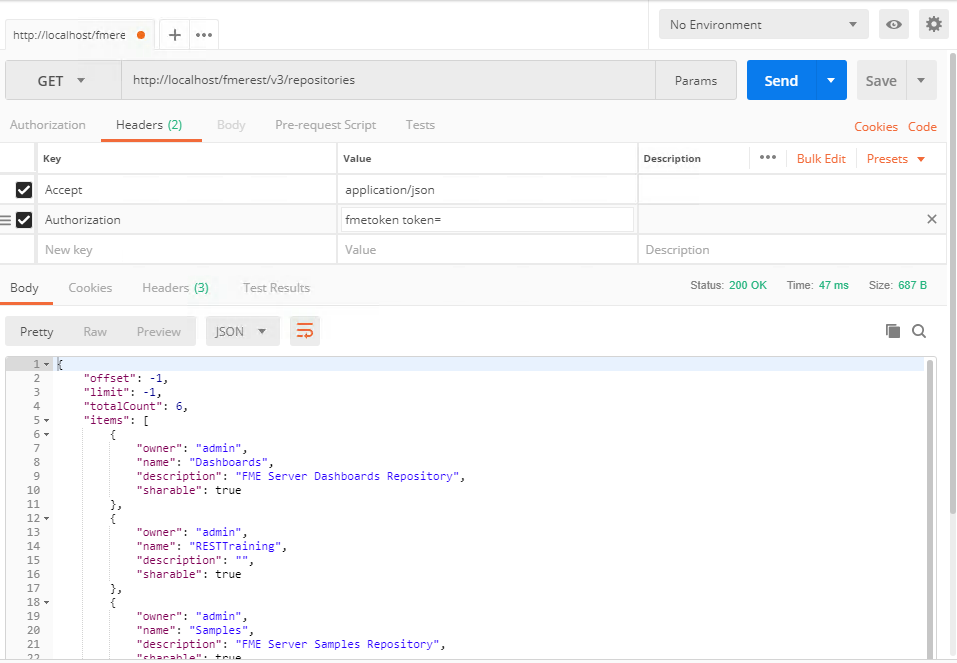 No Environment
http://localhost/fmere
GET http://localhost/fmerest/v3/repositories Params Send Save
Authorization Headers (2) Body Pre-request Script Tests Cookies Code
Key Value Description Bulk Edit Presets
Accept application/json
Authorization fmetoken token=
New key Value Description
Body Cookies Headers (3) Test Results Status: 200 OK Time: 47 ms Size: 687 B
Pretty Raw Preview JSON
1 {
2 "offset": -1,
3 "limit": -1,
4 "totalCount": 6,
5 "items": [
6 {
7 "owner": "admin",
8 "name": "Dashboards",
9 "description": "FME Server Dashboards Repository",
10 "sharable": true
11 },
12 {
13 "owner": "admin",
14 "name": "RESTTraining",
15 "description": "",
16 "sharable": true
17 },
18 {
19 "owner": "admin",
20 "name": "Samples",
21 "description": "FME Server Samples Repository",
22 "sharable": true